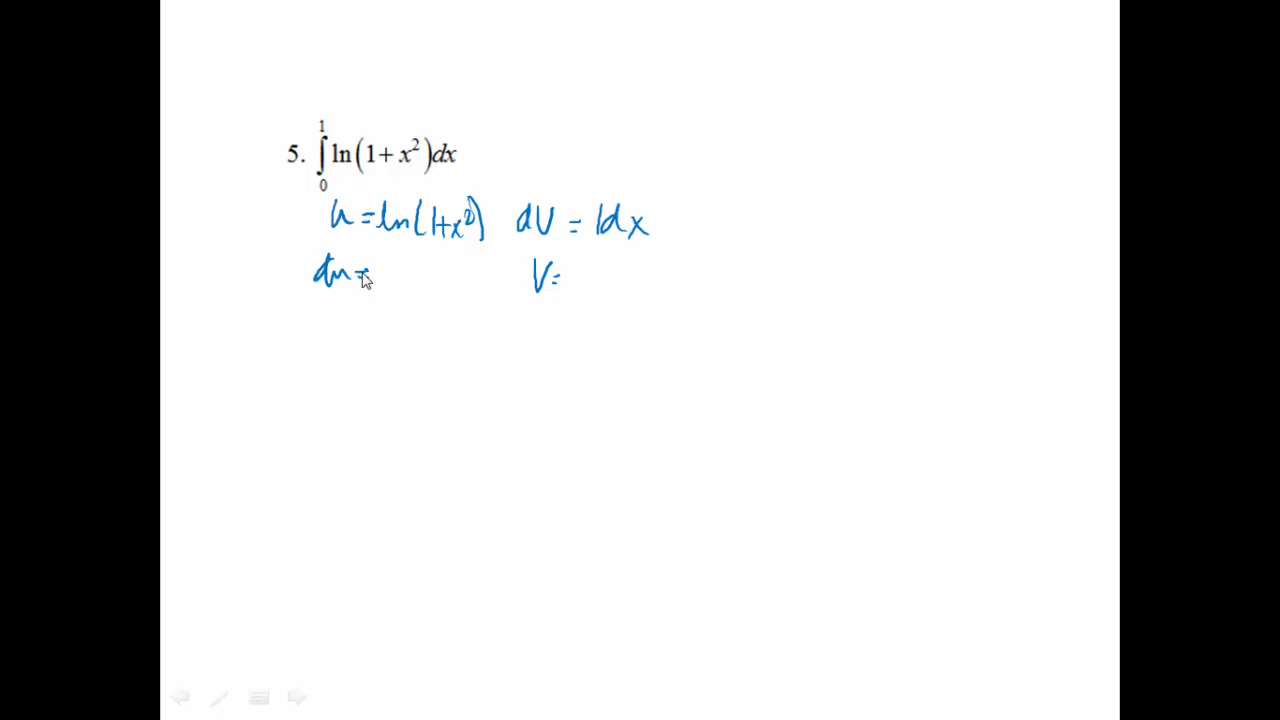 5. ∫₀¹ ln(1+x²)dx
u = ln(1+x²) dV = 1dx
du = V =